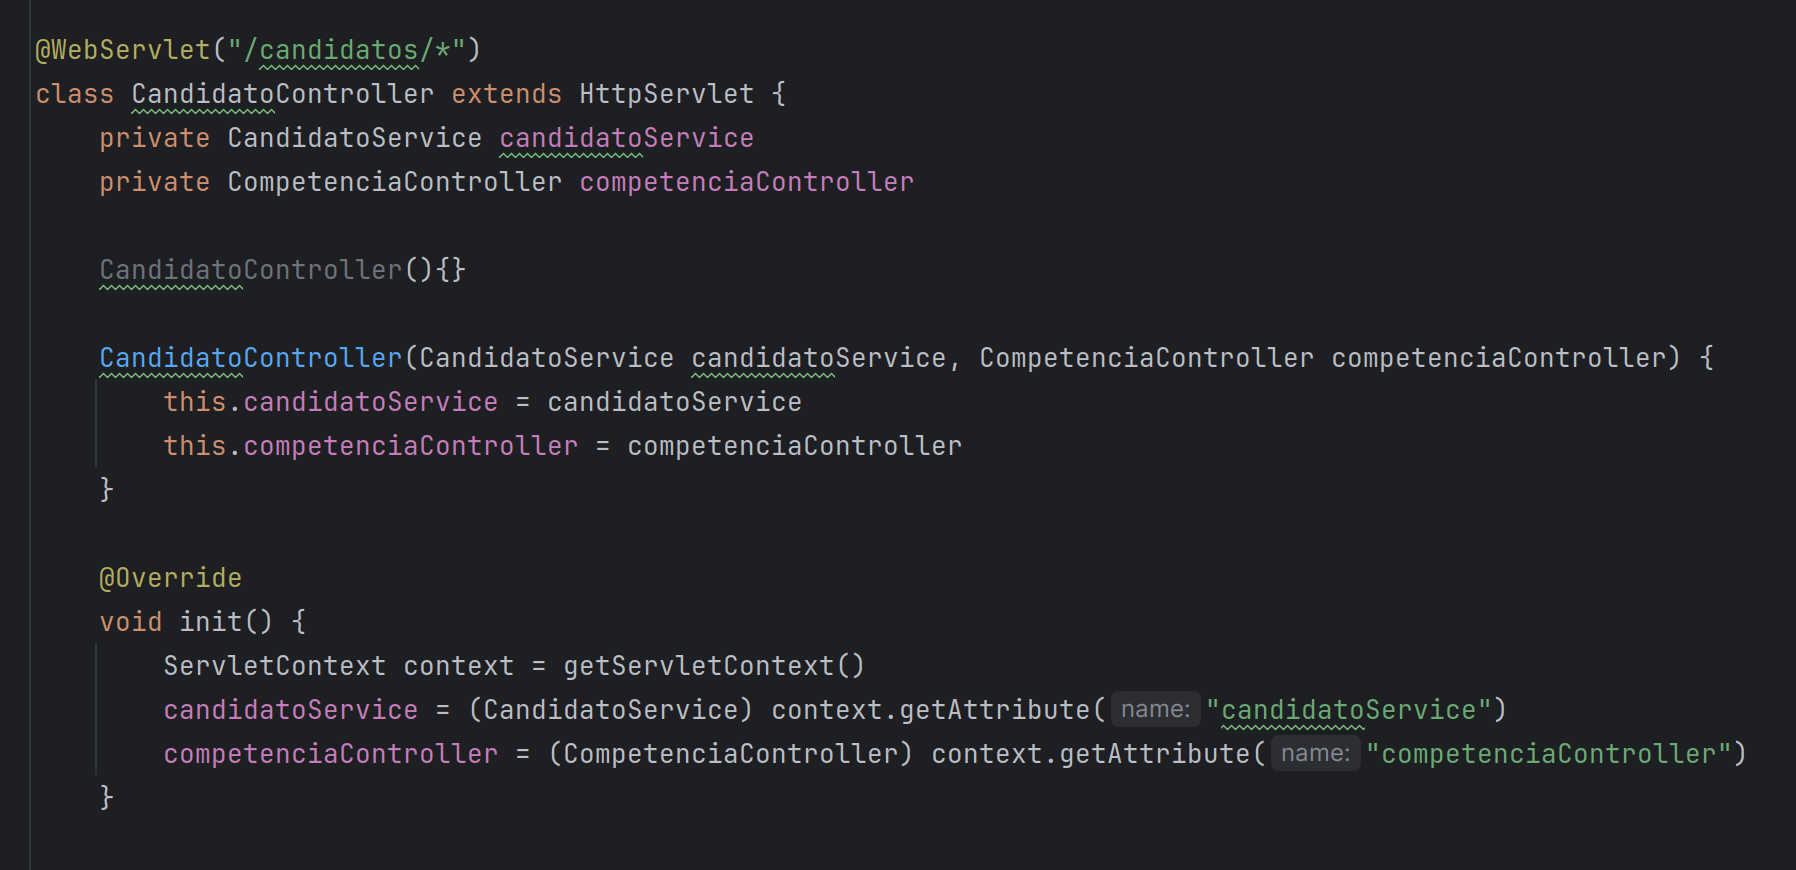 @WebServlet("/candidatos/*")
class CandidatoController extends HttpServlet {
    private CandidatoService candidatoService
    private CompetenciaController competenciaController

    CandidatoController(){}

    CandidatoController(CandidatoService candidatoService, CompetenciaController competenciaController) {
        this.candidatoService = candidatoService
        this.competenciaController = competenciaController
    }

    @Override
    void init() {
        ServletContext context = getServletContext()
        candidatoService = (CandidatoService) context.getAttribute( name: "candidatoService")
        competenciaController = (CompetenciaController) context.getAttribute( name: "competenciaController")
    }